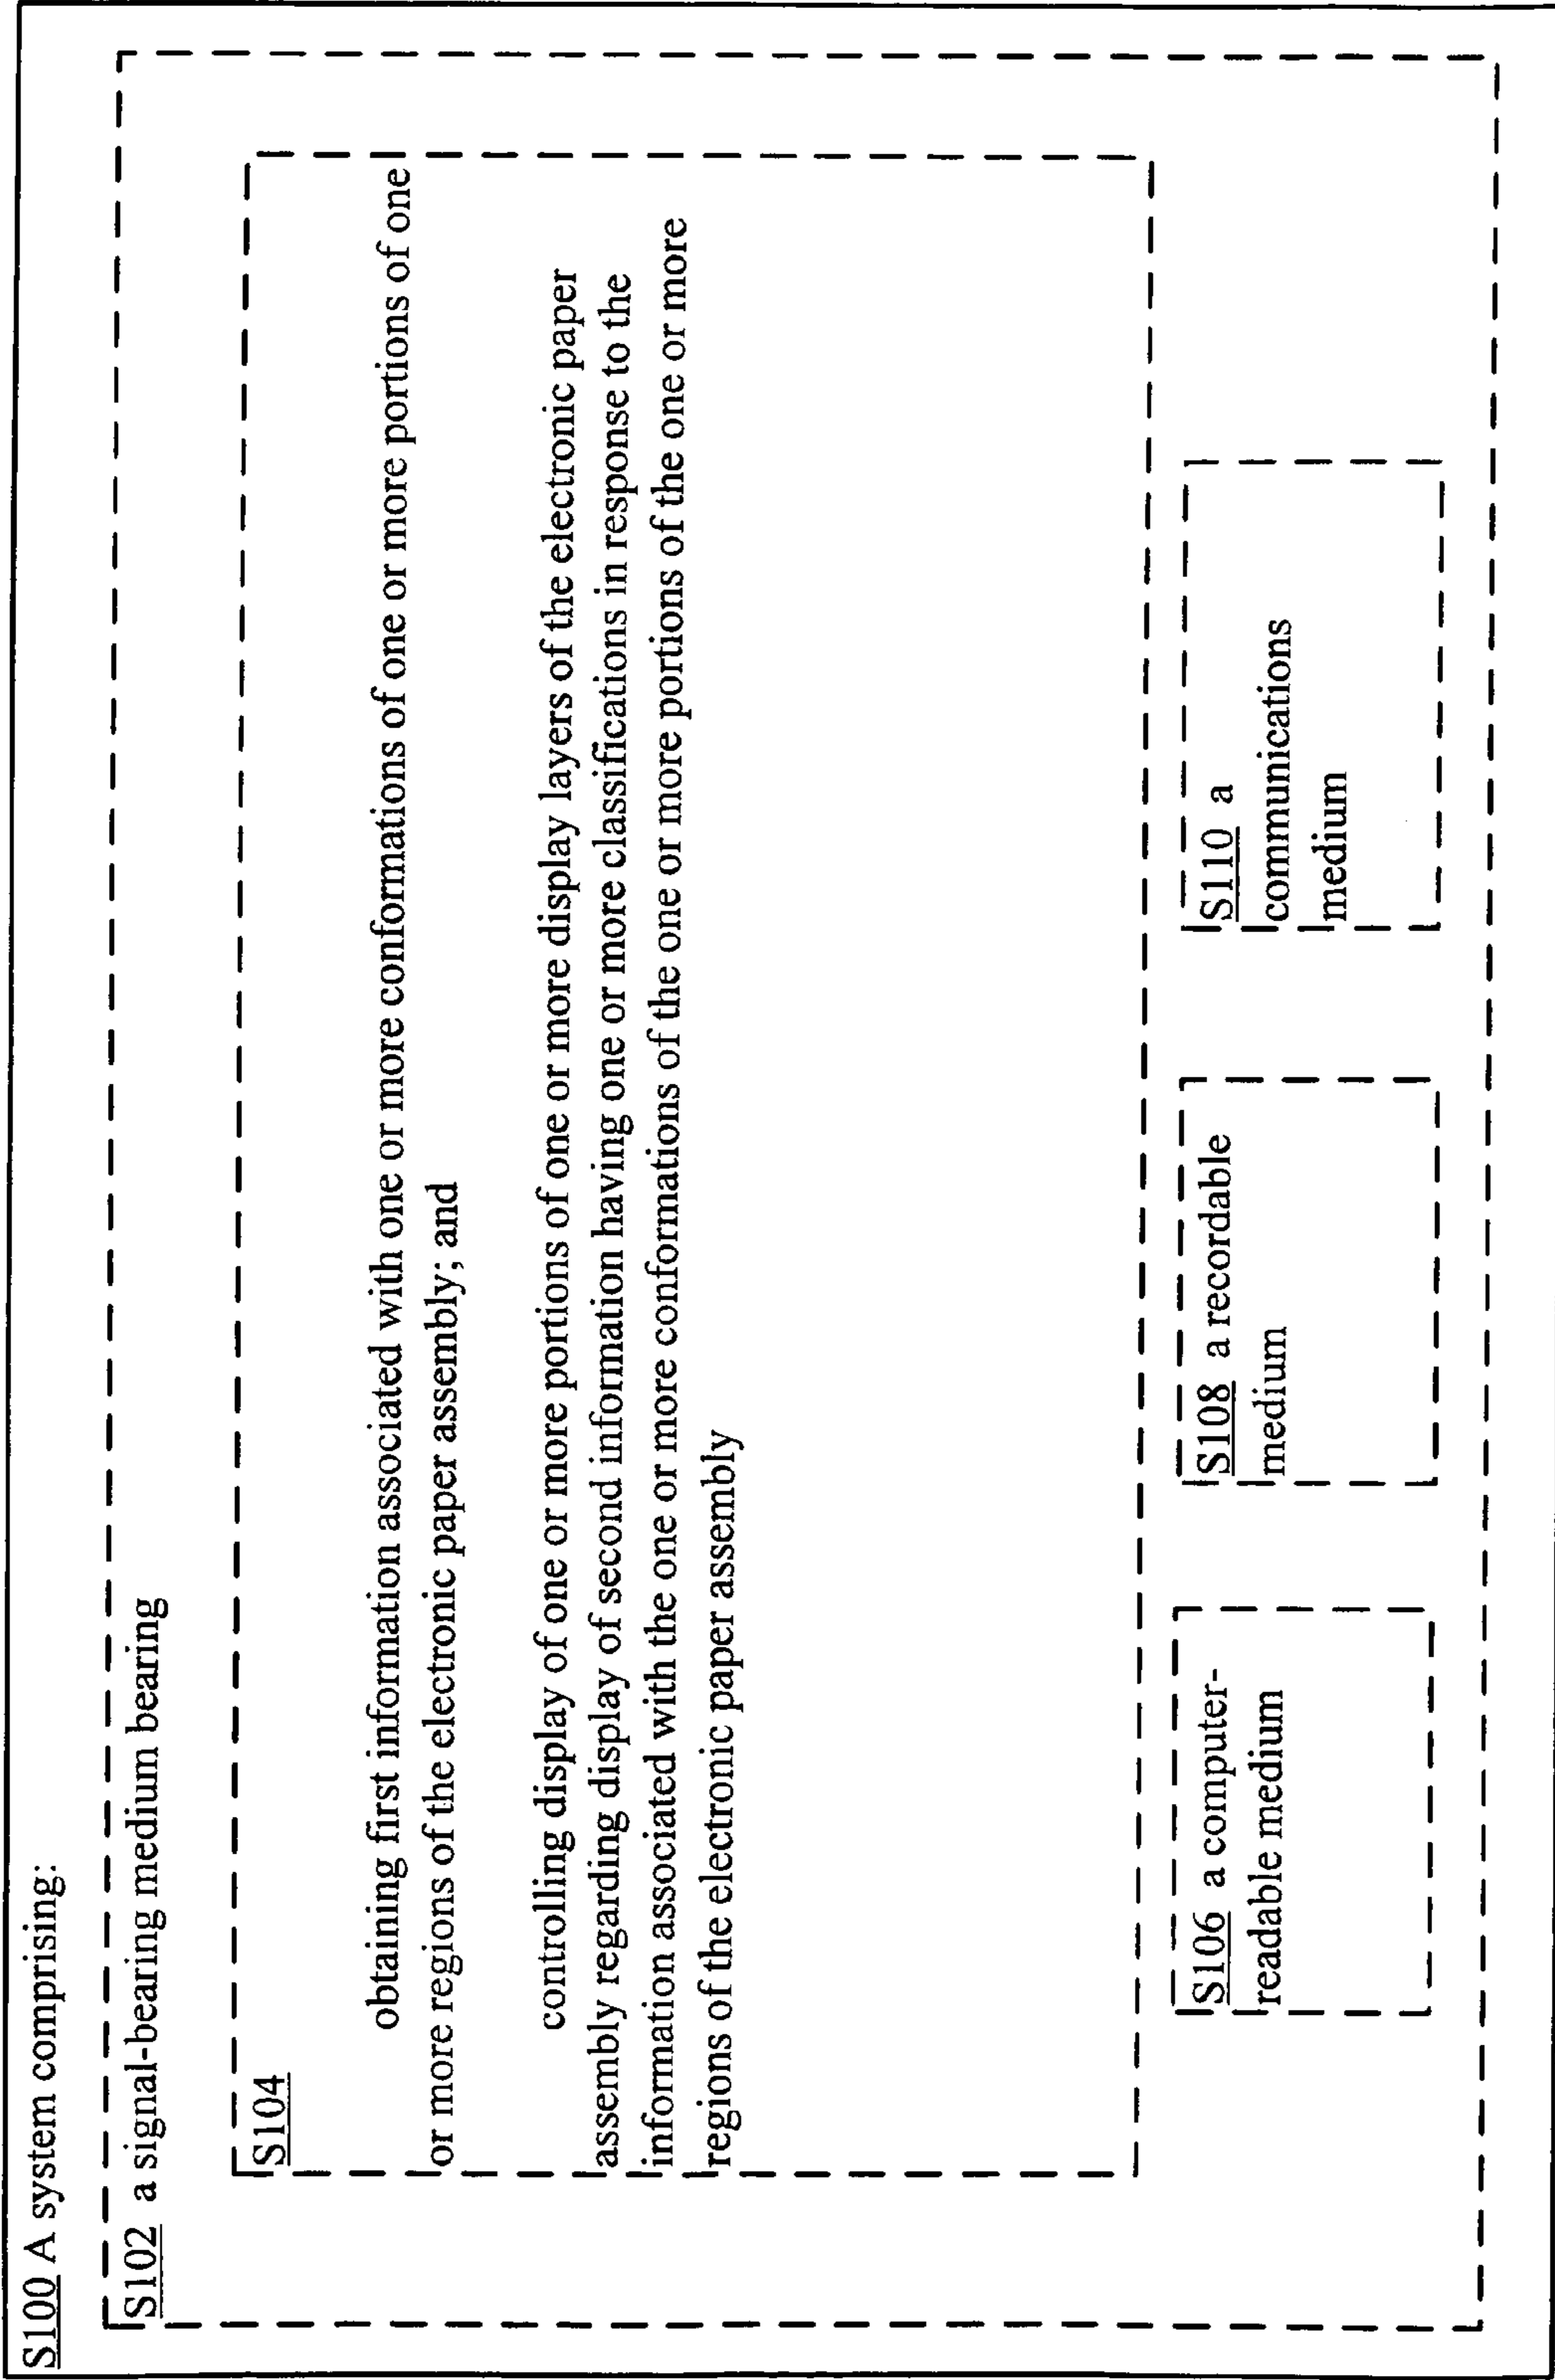 S100 A system comprising:
S102 a signal-bearing medium bearing
S104
obtaining first information associated with one or more conformations of one or more portions of one
or more regions of the electronic paper assembly; and
controlling display of one or more portions of one or more display layers of the electronic paper
assembly regarding display of second information having one or more classifications in response to the
information associated with the one or more conformations of the one or more portions of the one or more
regions of the electronic paper assembly
S106 a computer-
readable medium
S108 a recordable
medium
S110 a
communications
medium